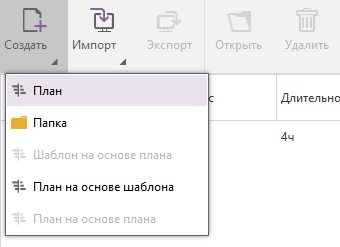 Создать Импорт Экспорт Открыть Удалить
План
с Длительно
Папка
4ч
Шаблон на основе плана
План на основе шаблона
План на основе плана